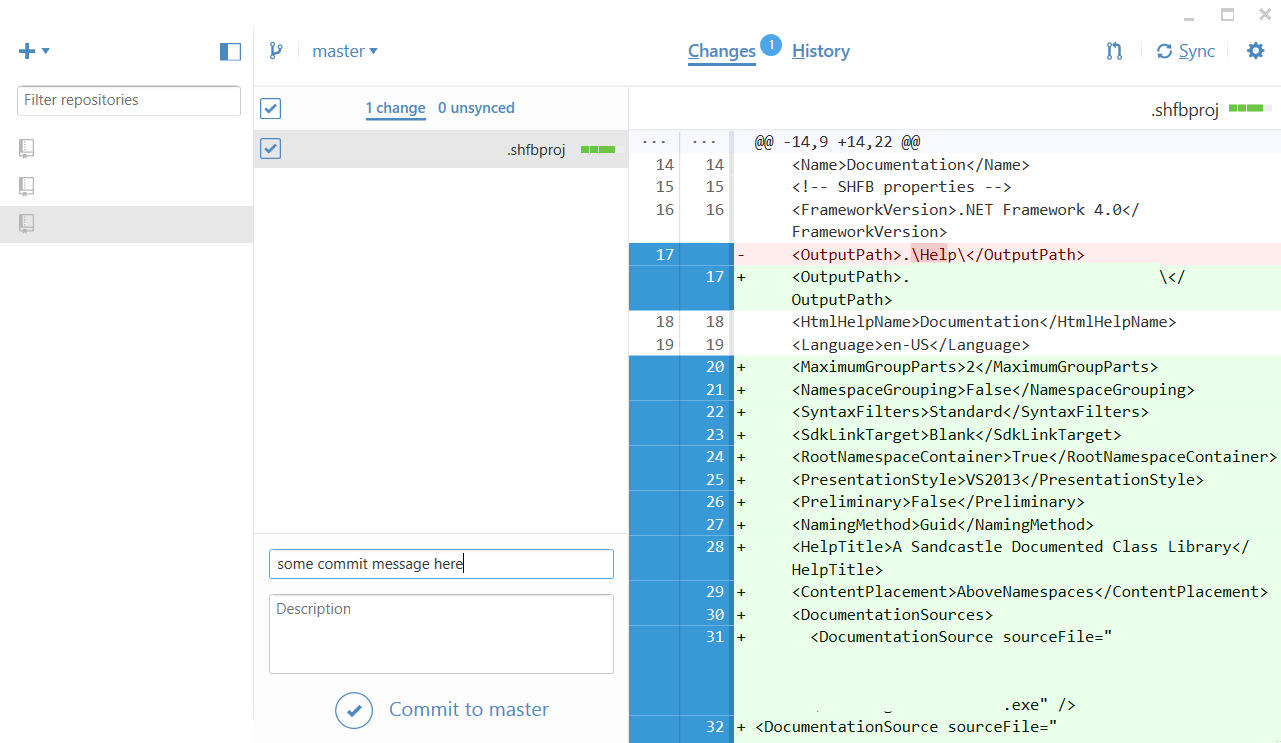 master
Changes
1
History
Sync
Filter repositories
1 change
0 unsynced
.shfbproj
.shfbproj
... ... @@ -14,9 +14,22 @@
14 14 <Name>Documentation</Name>
15 15 <!-- SHFB properties -->
16 16 <FrameworkVersion>.NET Framework 4.0</
FrameworkVersion>
17 - <OutputPath>.\Help\</OutputPath>
17 + <OutputPath>. \</
OutputPath>
18 18 <HtmlHelpName>Documentation</HtmlHelpName>
19 19 <Language>en-US</Language>
20 + <MaximumGroupParts>2</MaximumGroupParts>
21 + <NamespaceGrouping>False</NamespaceGrouping>
22 + <SyntaxFilters>Standard</SyntaxFilters>
23 + <SdkLinkTarget>Blank</SdkLinkTarget>
24 + <RootNamespaceContainer>True</RootNamespaceContainer>
25 + <PresentationStyle>VS2013</PresentationStyle>
26 + <Preliminary>False</Preliminary>
27 + <NamingMethod>Guid</NamingMethod>
28 + <HelpTitle>A Sandcastle Documented Class Library</
HelpTitle>
29 + <ContentPlacement>AboveNamespaces</ContentPlacement>
30 + <DocumentationSources>
31 + <DocumentationSource sourceFile="
.exe" />
32 + <DocumentationSource sourceFile="
some commit message here
Description
Commit to master